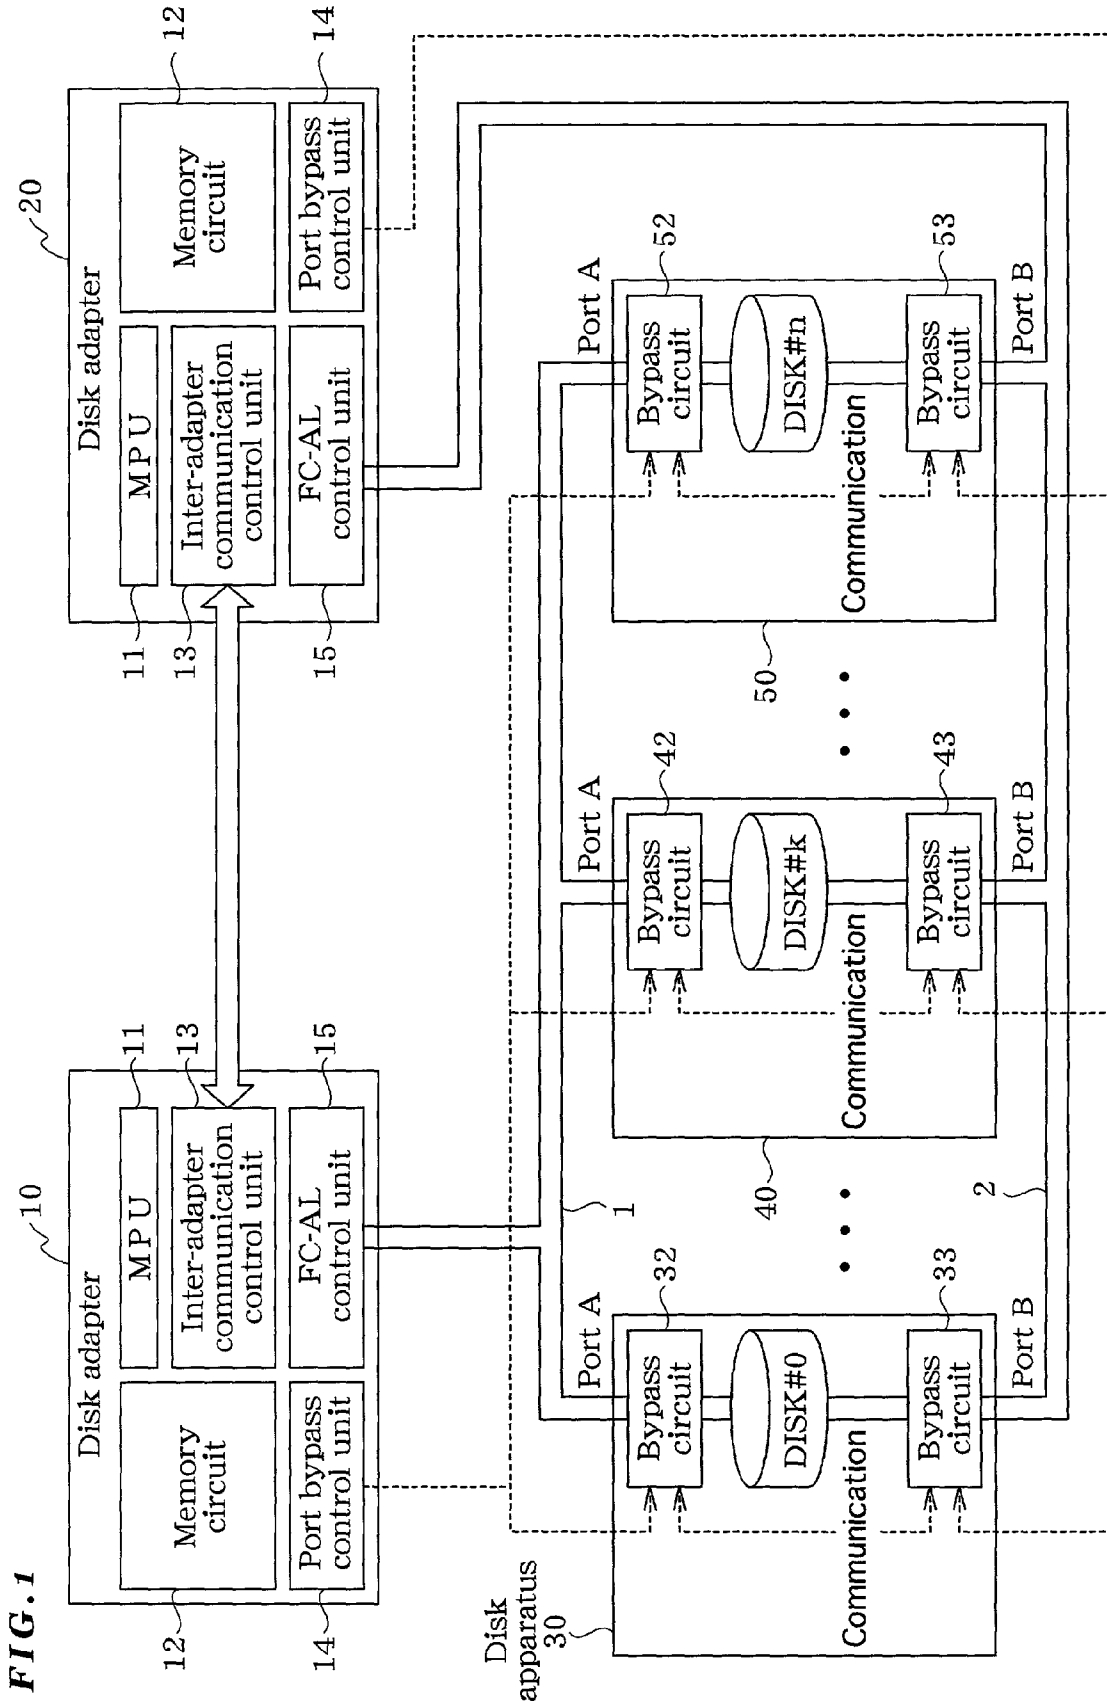 FIG.1
10
Disk adapter
12
Memory
circuit
MPU
11
Inter-adapter
communication
control unit
13
14
Port bypass
control unit
FC-AL
control unit
15
20
Disk adapter
11
MPU
Memory
circuit
12
13
Inter-adapter
communication
control unit
15
FC-AL
control unit
Port bypass
control unit
14
Disk
apparatus
30
Port A
Bypass
circuit
32
DISK#0
Communication
Bypass
circuit
33
Port B
1
2
40
Port A
Bypass
circuit
42
DISK#k
Communication
Bypass
circuit
43
Port B
50
Port A
Bypass
circuit
52
DISK#n
Communication
Bypass
circuit
53
Port B